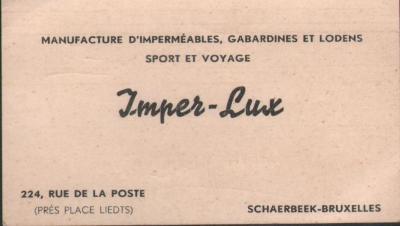 MANUFACTURE D'IMPERMÉABLES, GABARDINES ET LODENS
SPORT ET VOYAGE
Imper-Lux
224, RUE DE LA POSTE
(PRÈS PLACE LIEDTS)
SCHAERBEEK-BRUXELLES